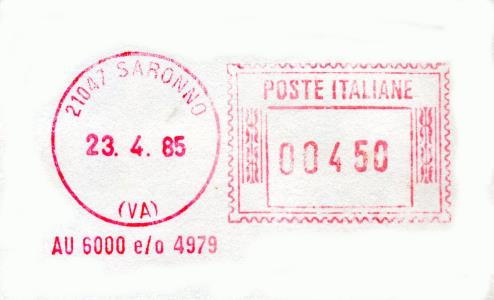 21047 SARONNO
23. 4. 85
(VA)
AU 6000 e/o 4979
POSTE ITALIANE
00450